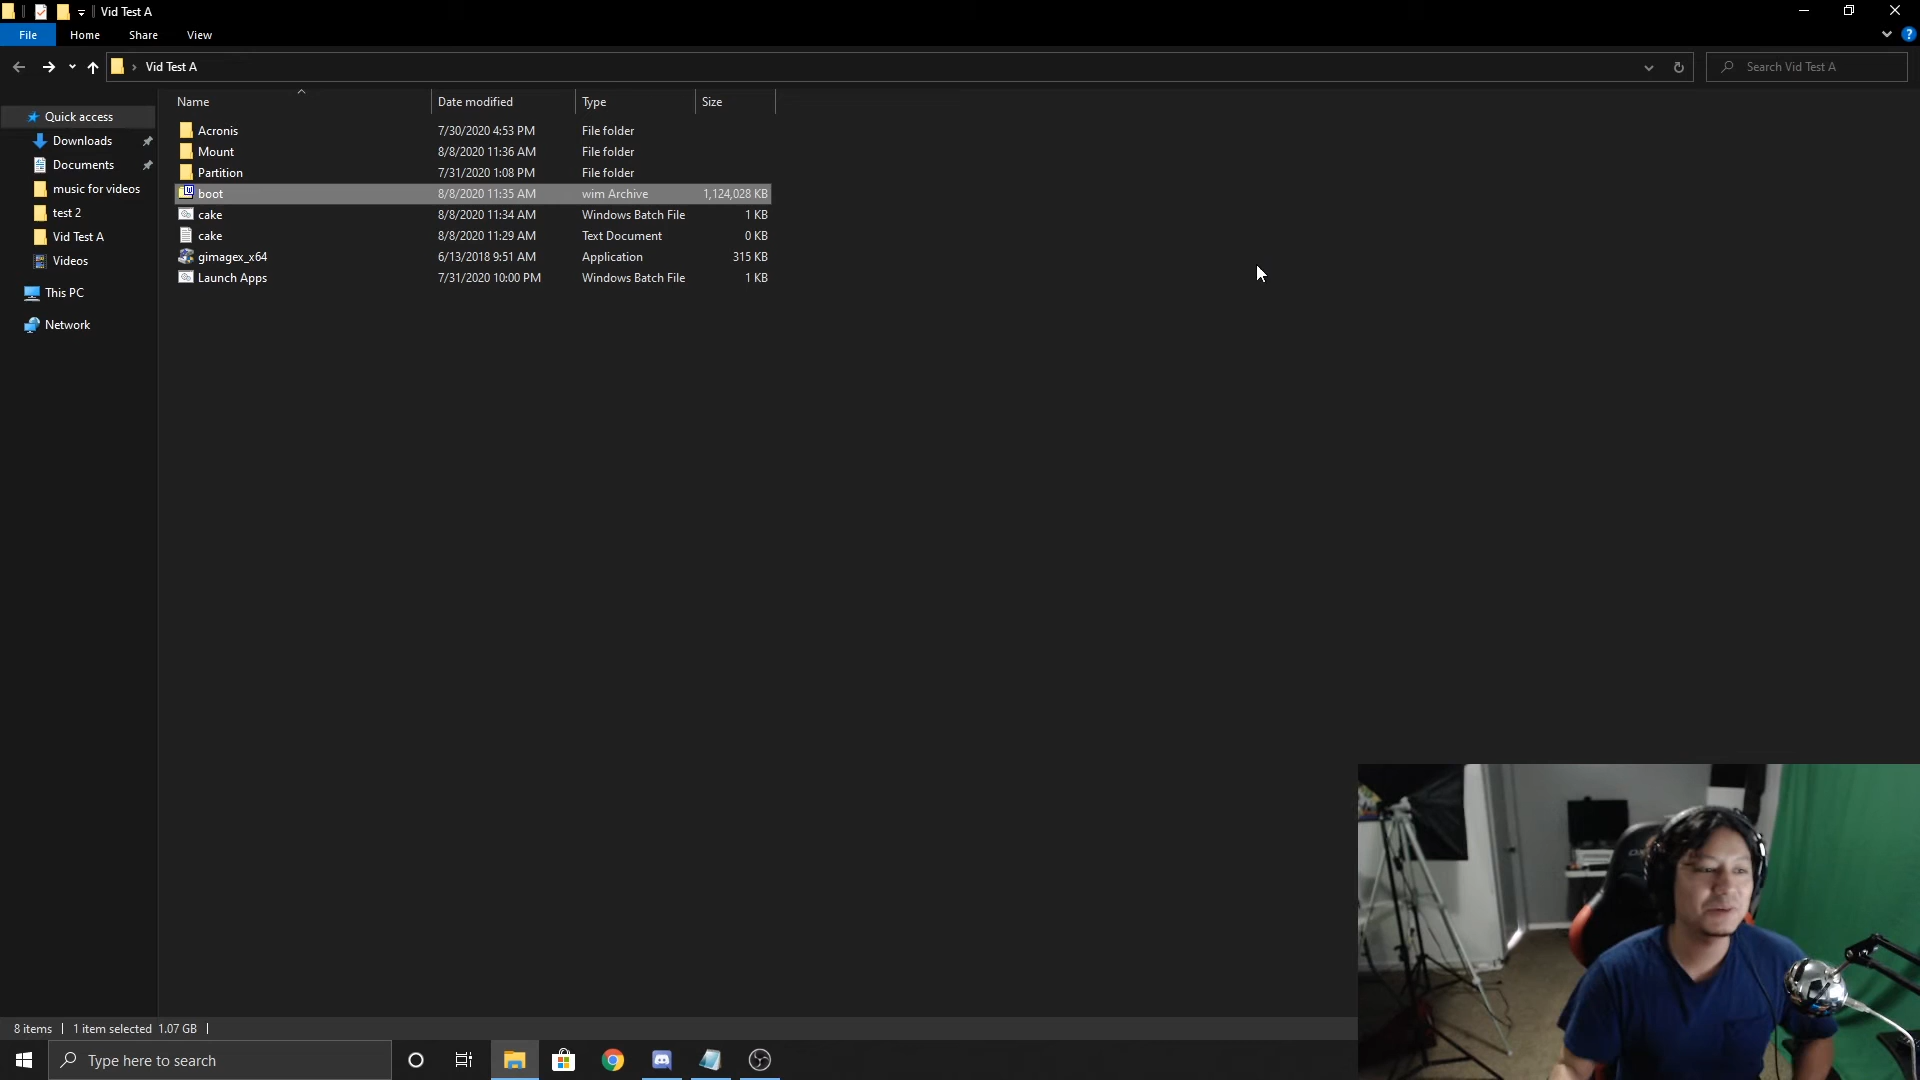 Vid Test A
File Home Share View
Vid Test A Search Vid Test A
Name Date modified Type Size
Quick access
Downloads
Documents
music for videos
test 2
Vid Test A
Videos
This PC
Network
Acronis 7/30/2020 4:53 PM File folder
Mount 8/8/2020 11:36 AM File folder
Partition 7/31/2020 1:08 PM File folder
boot 8/8/2020 11:35 AM wim Archive 1,124,028 KB
cake 8/8/2020 11:34 AM Windows Batch File 1 KB
cake 8/8/2020 11:29 AM Text Document 0 KB
gimagex_x64 6/13/2018 9:51 AM Application 315 KB
Launch Apps 7/31/2020 10:00 PM Windows Batch File 1 KB
8 items 1 item selected 1.07 GB
Type here to search